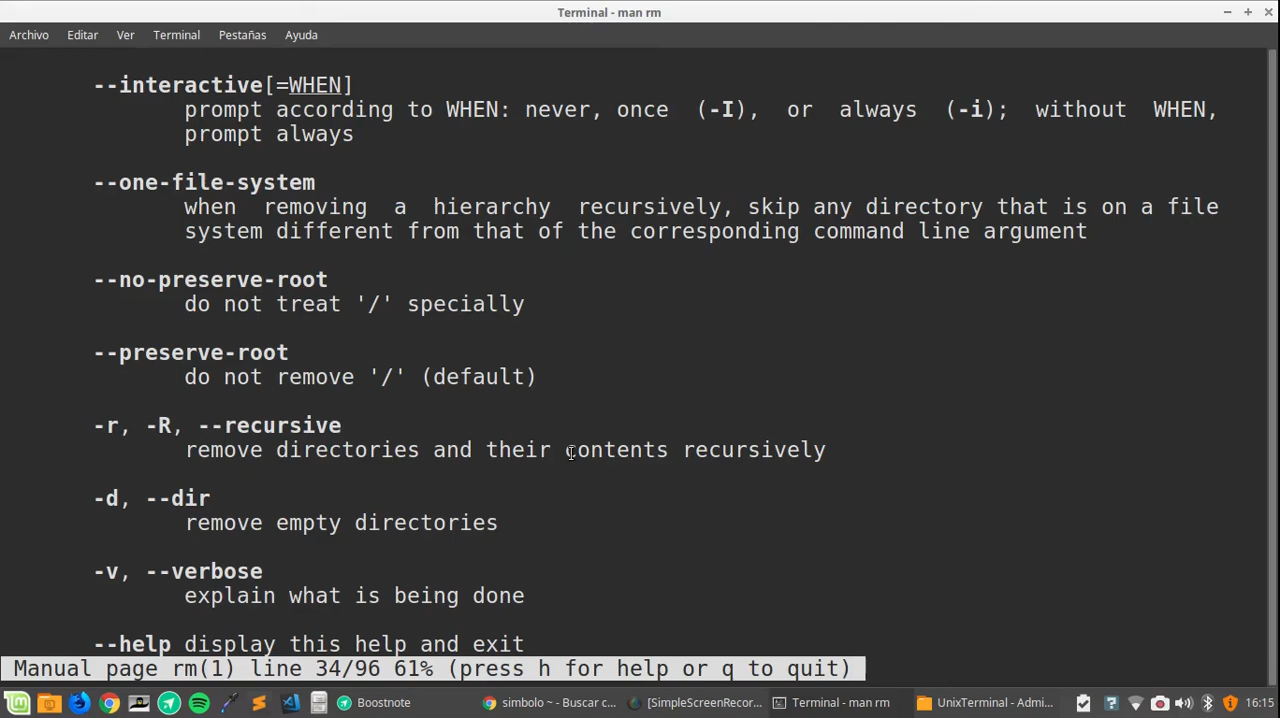 Terminal - man rm
Archivo Editar Ver Terminal Pestañas Ayuda
--interactive[=WHEN]
prompt according to WHEN: never, once (-I), or always (-i); without WHEN,
prompt always
--one-file-system
when removing a hierarchy recursively, skip any directory that is on a file
system different from that of the corresponding command line argument
--no-preserve-root
do not treat '/' specially
--preserve-root
do not remove '/' (default)
-r, -R, --recursive
remove directories and their contents recursively
-d, --dir
remove empty directories
-v, --verbose
explain what is being done
--help display this help and exit
Manual page rm(1) line 34/96 61% (press h for help or q to quit)
Boostnote simbolo ~ - Buscar c... [SimpleScreenRecor... Terminal - man rm UnixTerminal - Admi... 16:15